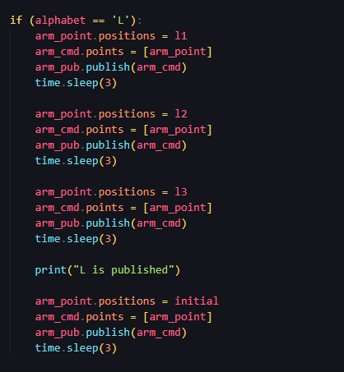 if (alphabet == 'L'):
    arm_point.positions = l1
    arm_cmd.points = [arm_point]
    arm_pub.publish(arm_cmd)
    time.sleep(3)

    arm_point.positions = l2
    arm_cmd.points = [arm_point]
    arm_pub.publish(arm_cmd)
    time.sleep(3)

    arm_point.positions = l3
    arm_cmd.points = [arm_point]
    arm_pub.publish(arm_cmd)
    time.sleep(3)

    print("L is published")

    arm_point.positions = initial
    arm_cmd.points = [arm_point]
    arm_pub.publish(arm_cmd)
    time.sleep(3)